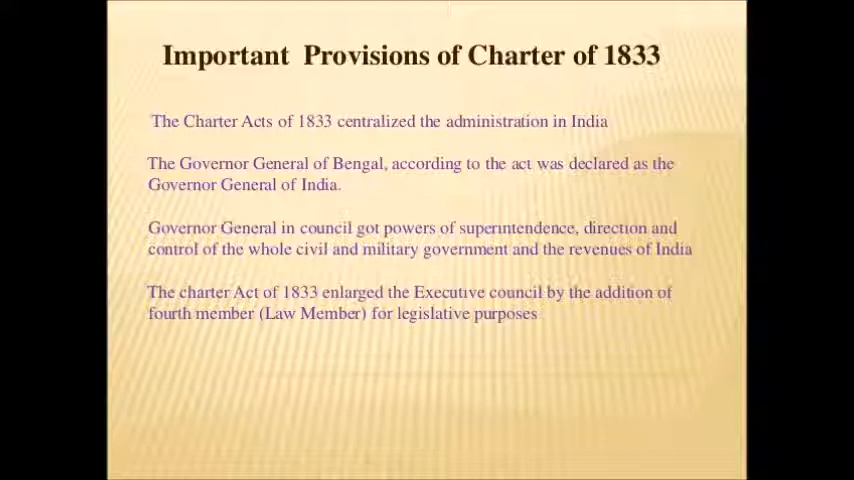 Important Provisions of Charter of 1833
The Charter Acts of 1833 centralized the administration in India
The Governor General of Bengal, according to the act was declared as the
Governor General of India.
Governor General in council got powers of superintendence, direction and
control of the whole civil and military government and the revenues of India
The charter Act of 1833 enlarged the Executive council by the addition of
fourth member (Law Member) for legislative purposes